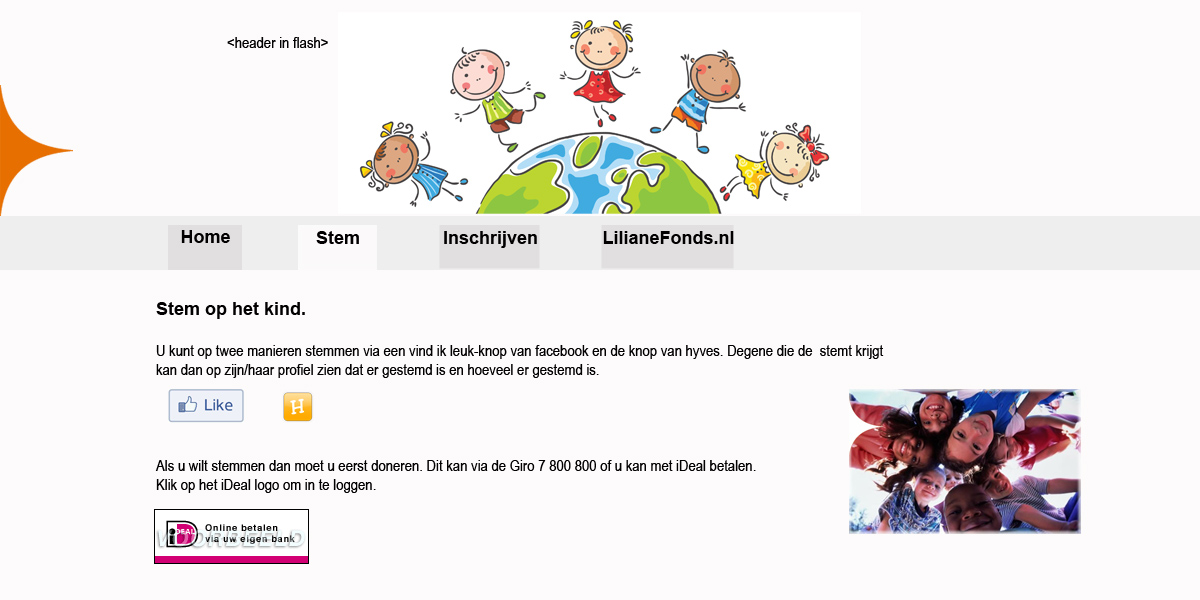 <header in flash>
Home
Stem
Inschrijven
LilianeFonds.nl
Stem op het kind.
U kunt op twee manieren stemmen via een vind ik leuk-knop van facebook en de knop van hyves. Degene die de  stemt krijgt
kan dan op zijn/haar profiel zien dat er gestemd is en hoeveel er gestemd is.
Like
H
Als u wilt stemmen dan moet u eerst doneren. Dit kan via de Giro 7 800 800 of u kan met iDeal betalen.
Klik op het iDeal logo om in te loggen.
iDEAL
Online betalen
via uw eigen bank
VOORBEELD